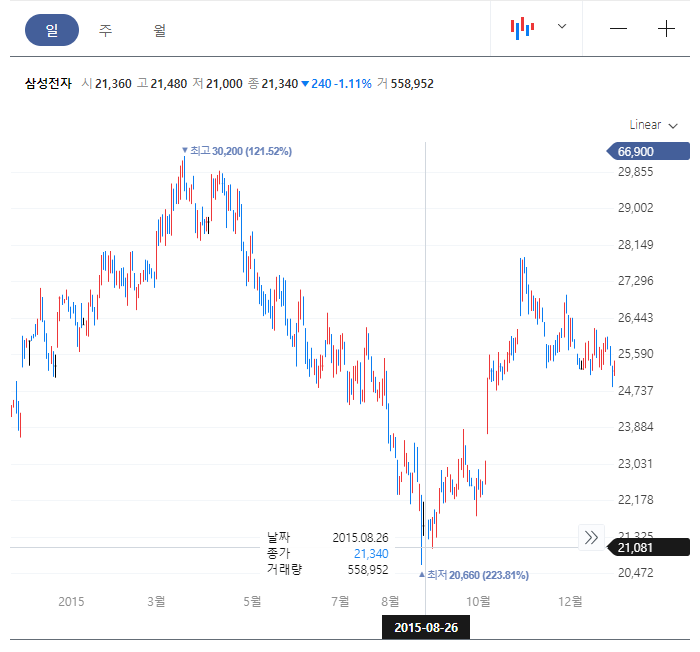 일 주 월
삼성전자 시 21,360 고 21,480 저 21,000 종 21,340 ▼ 240 -1.11% 거 558,952
Linear
▼ 최고 30,200 (121.52%)
66,900
29,855
29,002
28,149
27,296
26,443
25,590
24,737
23,884
23,031
22,178
21,325
21,081
20,472
날짜 2015.08.26
종가 21,340
거래량 558,952
▲ 최저 20,660 (223.81%)
2015 3월 5월 7월 8월 10월 12월
2015-08-26